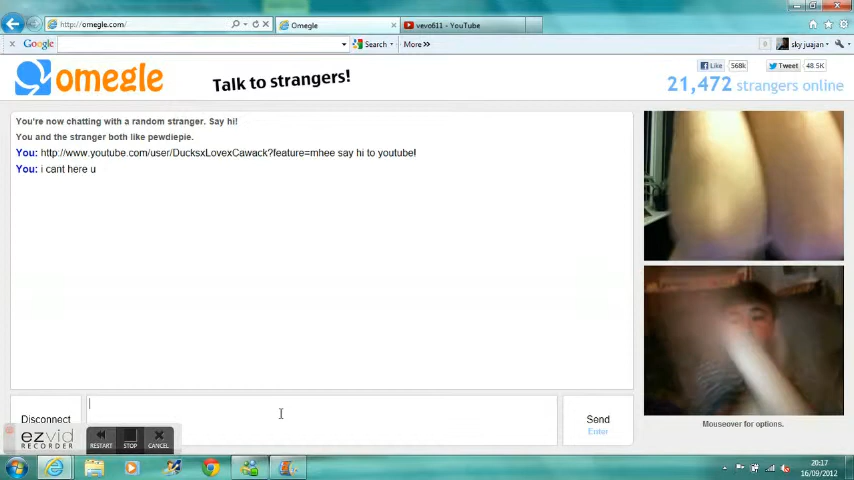 http://omegle.com/
Omegle
vevo611 - YouTube
Google
Search
More »
0
sky juajan
omegle
Talk to strangers!
Like
568k
Tweet
48.5K
21,472 strangers online
You're now chatting with a random stranger. Say hi!
You and the stranger both like pewdiepie.
You: http://www.youtube.com/user/DucksxLovexCawack?feature=mhee say hi to youtube!
You: i cant here u
Disconnect
Send
Enter
Mouseover for options.
ezvid
RECORDER
RESTART
STOP
CANCEL
20:17
16/09/2012